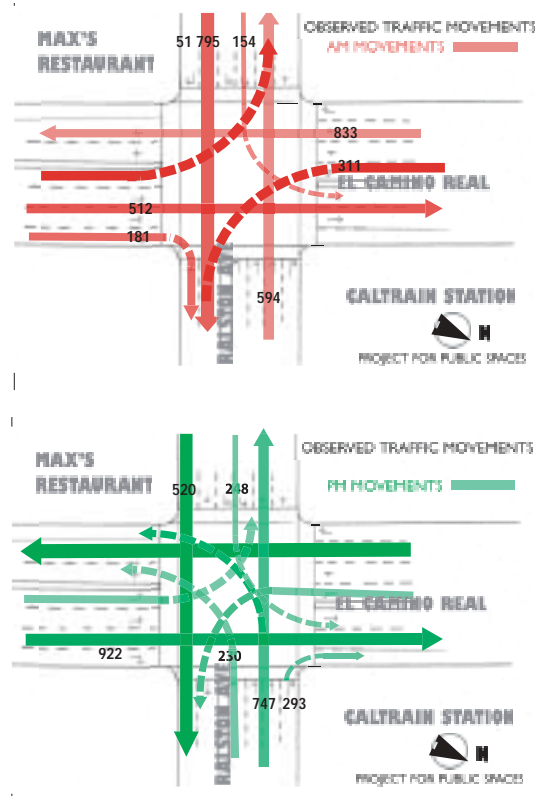 OBSERVED TRAFFIC MOVEMENTS
MAX'S
RESTAURANT
51 795 154
AM MOVEMENTS
833
311
EL CAMINO REAL
512
181
RALSTON AVE
594
CALTRAIN STATION
N
PROJECT FOR PUBLIC SPACES
OBSERVED TRAFFIC MOVEMENTS
MAX'S
RESTAURANT
520 248
PM MOVEMENTS
EL CAMINO REAL
922
230
RALSTON AVE
747 293
CALTRAIN STATION
N
PROJECT FOR PUBLIC SPACES